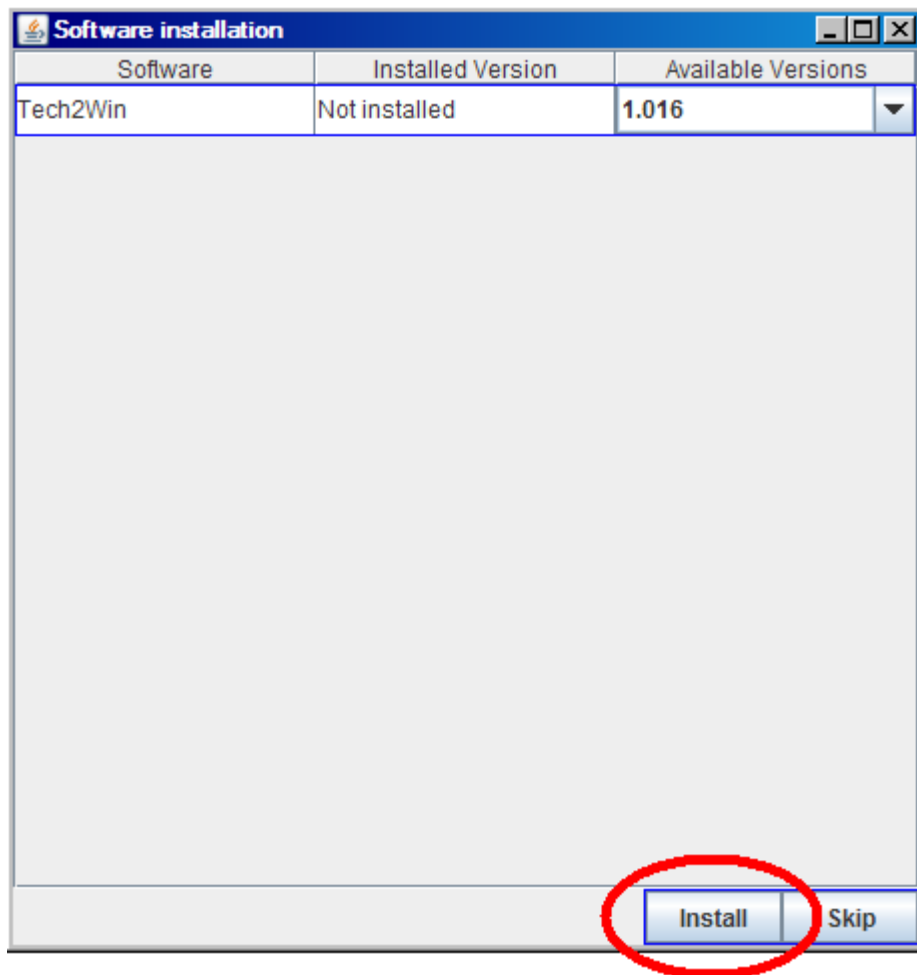 Software installation
Software Installed Version Available Versions
Tech2Win Not installed 1.016
Install Skip